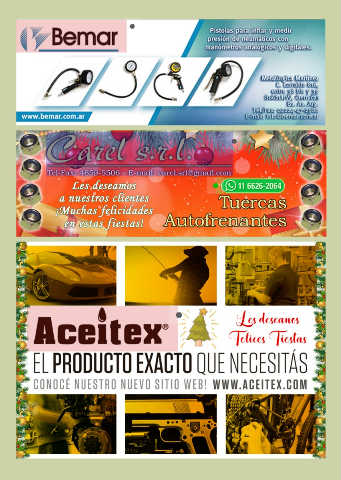 Bemar
Pistolas para inflar y medir
presión de neumáticos con
manómetros analógicos y digitales.
www.bemar.com.ar
Carel s.r.l.
Les deseamos
a nuestros clientes
¡Muchas felicidades
en estas fiestas!
11 6626-2064
Tuercas
Autofrenantes
Aceitex®
Les deseamos
Felices Fiestas
EL PRODUCTO EXACTO QUE NECESITÁS
CONOCÉ NUESTRO NUEVO SITIO WEB! WWW.ACEITEX.COM